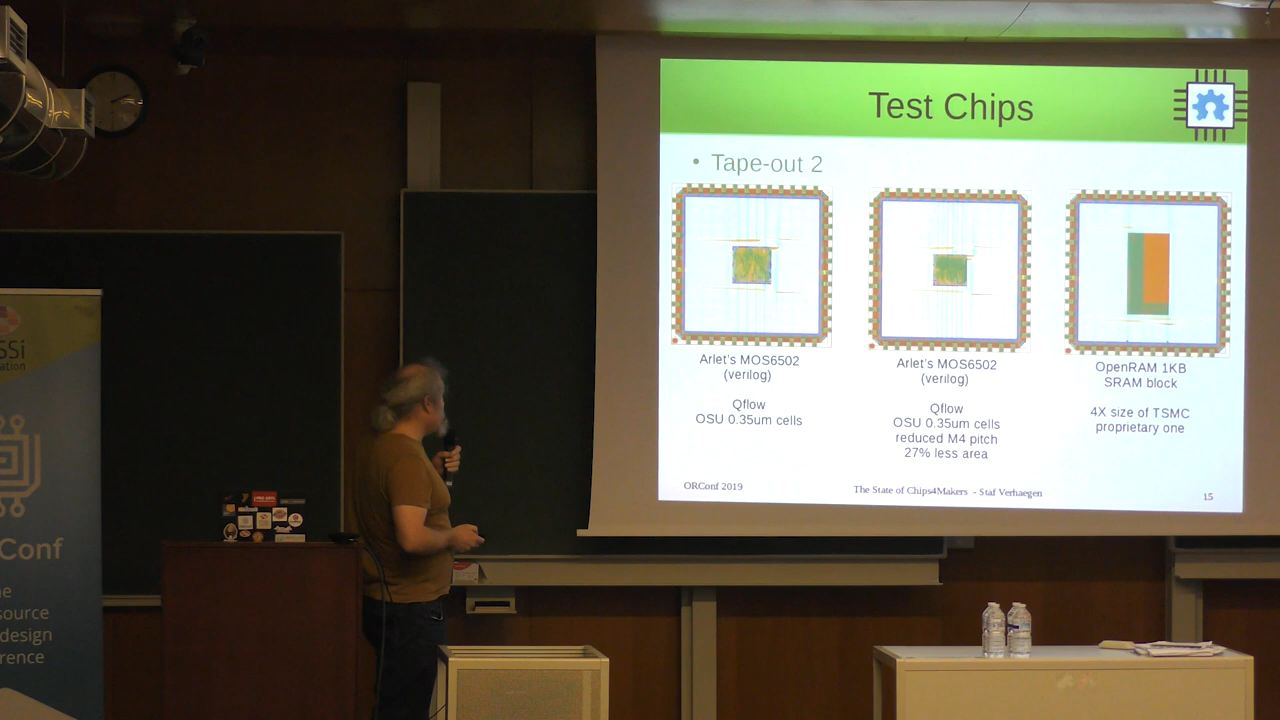 Test Chips
• Tape-out 2
Arlet's MOS6502
(verilog)
Qflow
OSU 0.35um cells
Arlet's MOS6502
(verilog)
Qflow
OSU 0.35um cells
reduced M4 pitch
27% less area
OpenRAM 1KB
SRAM block
4X size of TSMC
proprietary one
ORConf 2019
The State of Chips4Makers - Staf Verhaegen
15
SSi
ation
Conf
ne
source
design
rence